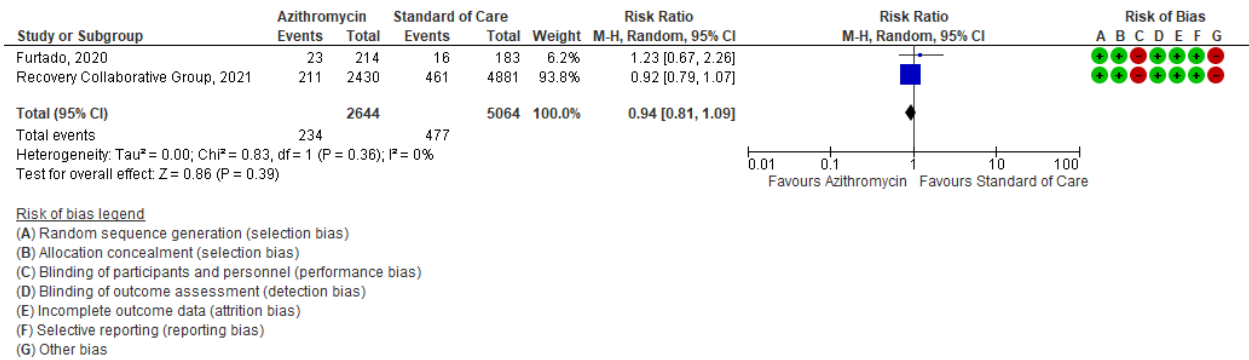 Azithromycin Standard of Care Risk Ratio Risk Ratio Risk of Bias
Study or Subgroup Events Total Events Total Weight M-H, Random, 95% CI M-H, Random, 95% CI A B C D E F G
Furtado, 2020 23 214 16 183 6.2% 1.23 [0.67, 2.26] + + − + + + −
Recovery Collaborative Group, 2021 211 2430 461 4881 93.8% 0.92 [0.79, 1.07] + + − + + + −
Total (95% CI) 2644 5064 100.0% 0.94 [0.81, 1.09]
Total events 234 477
Heterogeneity: Tau² = 0.00; Chi² = 0.83, df = 1 (P = 0.36); I² = 0%
Test for overall effect: Z = 0.86 (P = 0.39)
0.01 0.1 1 10 100
Favours Azithromycin Favours Standard of Care
Risk of bias legend
(A) Random sequence generation (selection bias)
(B) Allocation concealment (selection bias)
(C) Blinding of participants and personnel (performance bias)
(D) Blinding of outcome assessment (detection bias)
(E) Incomplete outcome data (attrition bias)
(F) Selective reporting (reporting bias)
(G) Other bias